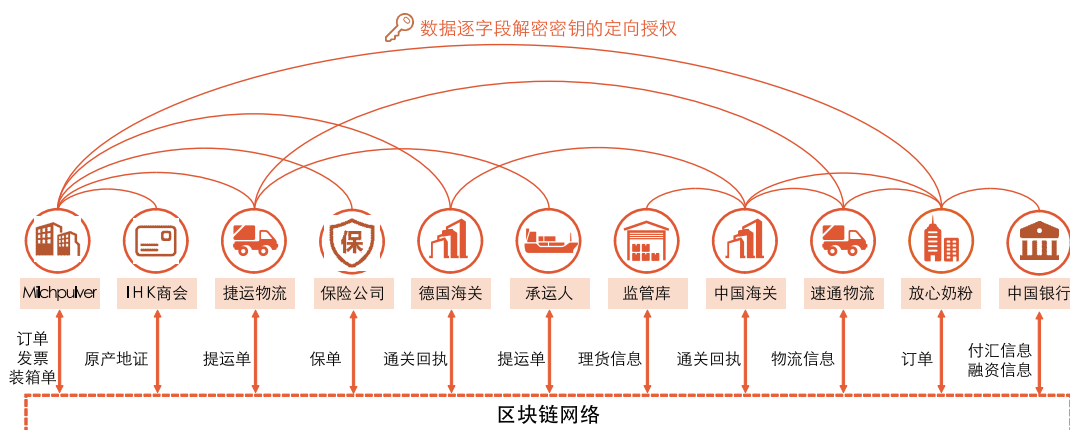 数据逐字段解密密钥的定向授权
保
Milchpulver
IHK商会
捷运物流
保险公司
德国海关
承运人
监管库
中国海关
速通物流
放心奶粉
中国银行
订单
发票
装箱单
原产地证
提运单
保单
通关回执
提运单
理货信息
通关回执
物流信息
订单
付汇信息
融资信息
区块链网络